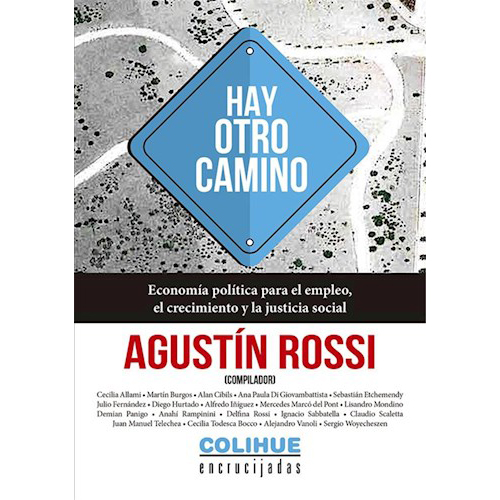 HAY
OTRO
CAMINO
Economía política para el empleo,
el crecimiento y la justicia social
AGUSTÍN ROSSI
(COMPILADOR)
Cecilia Allami • Martín Burgos • Alan Cibils • Ana Paula Di Giovambattista • Sebastián Etchemendy
Julio Fernández • Diego Hurtado • Alfredo Iñiguez • Mercedes Marcó del Pont • Lisandro Mondino
Demian Panigo • Anahí Rampinini • Delfina Rossi • Ignacio Sabbatella • Claudio Scaletta
Juan Manuel Telechea • Cecilia Todesca Bocco • Alejandro Vanoli • Sergio Woyecheszen
COLIHUE
encrucijadas